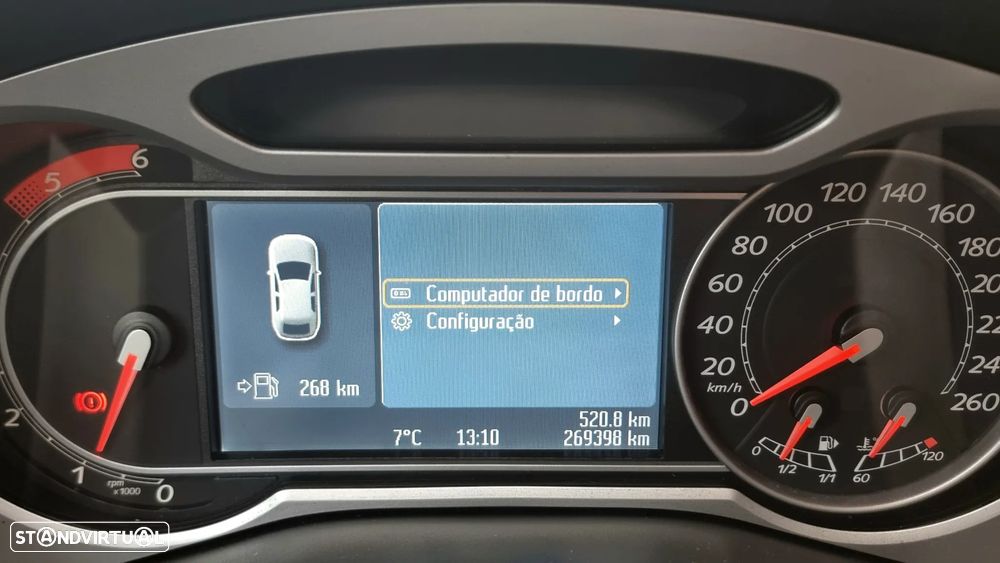 6
5
2
1
0
rpm
x1000
Computador de bordo
Configuração
268 km
520.8 km
7°C 13:10 269398 km
0
20
40
60
80
100
120
140
160
180
24
260
km/h
0
1/2
1/1
60
120
STANDVIRTUAL